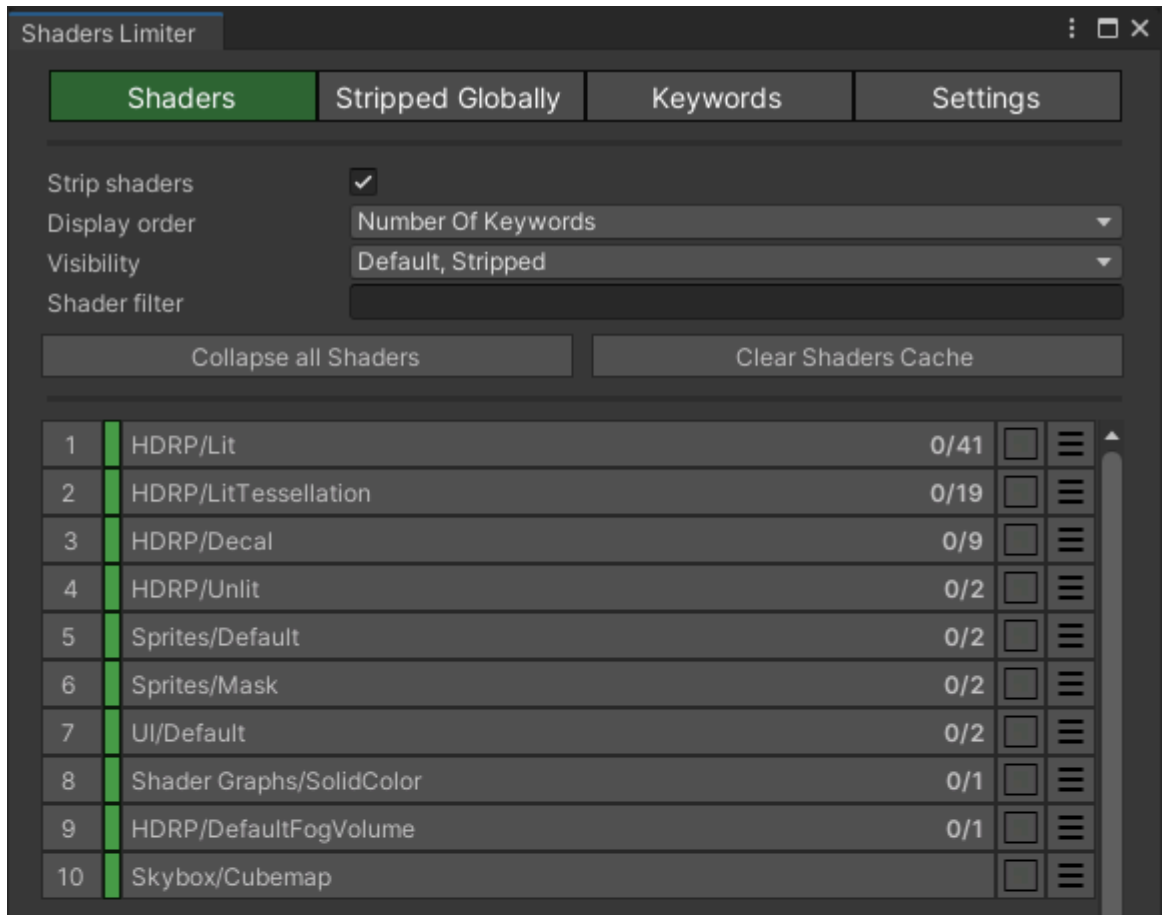 Shaders Limiter
Shaders Stripped Globally Keywords Settings
Strip shaders
Display order Number Of Keywords
Visibility Default, Stripped
Shader filter
Collapse all Shaders Clear Shaders Cache
1 HDRP/Lit 0/41
2 HDRP/LitTessellation 0/19
3 HDRP/Decal 0/9
4 HDRP/Unlit 0/2
5 Sprites/Default 0/2
6 Sprites/Mask 0/2
7 UI/Default 0/2
8 Shader Graphs/SolidColor 0/1
9 HDRP/DefaultFogVolume 0/1
10 Skybox/Cubemap